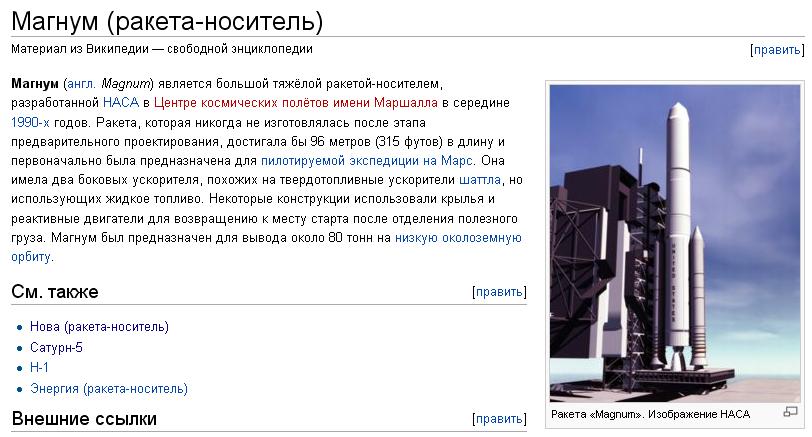 Магнум (ракета-носитель)
Материал из Википедии — свободной энциклопедии
[править]
Магнум (англ. Magnum) является большой тяжёлой ракетой-носителем,
разработанной НАСА в Центре космических полётов имени Маршалла в середине
1990-х годов. Ракета, которая никогда не изготовлялась после этапа
предварительного проектирования, достигала бы 96 метров (315 футов) в длину и
первоначально была предназначена для пилотируемой экспедиции на Марс. Она
имела два боковых ускорителя, похожих на твердотопливные ускорители шаттла, но
использующих жидкое топливо. Некоторые конструкции использовали крылья и
реактивные двигатели для возвращению к месту старта после отделения полезного
груза. Магнум был предназначен для вывода около 80 тонн на низкую околоземную
орбиту.
UNITED STATES
Ракета «Magnum». Изображение НАСА
См. также
[править]
Нова (ракета-носитель)
Сатурн-5
Н-1
Энергия (ракета-носитель)
Внешние ссылки
[править]